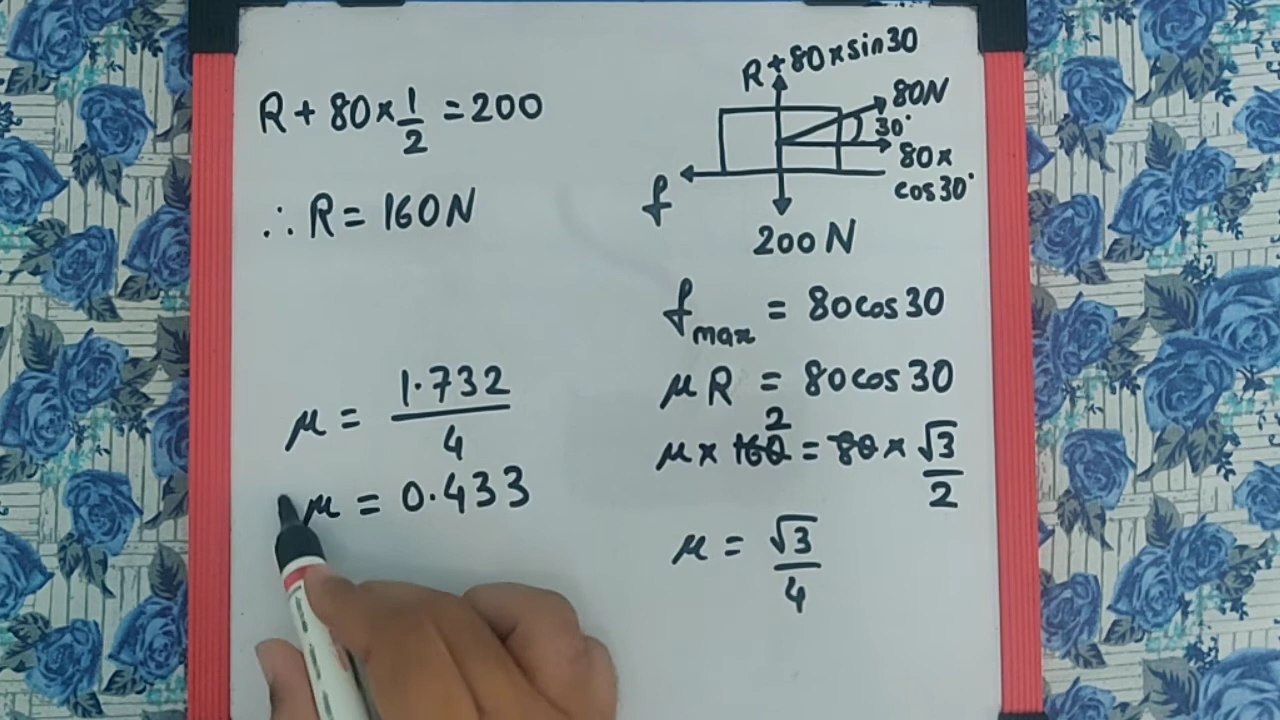 R + 80 × 1/2 = 200
∴ R = 160N
μ = 1.732/4
μ = 0.433
R + 80 × sin30
80N
30°
80 ×
cos30°
f
200 N
f max = 80cos30
μR = 80cos30
2
μ × 160 = 80 × √3/2
μ = √3/4